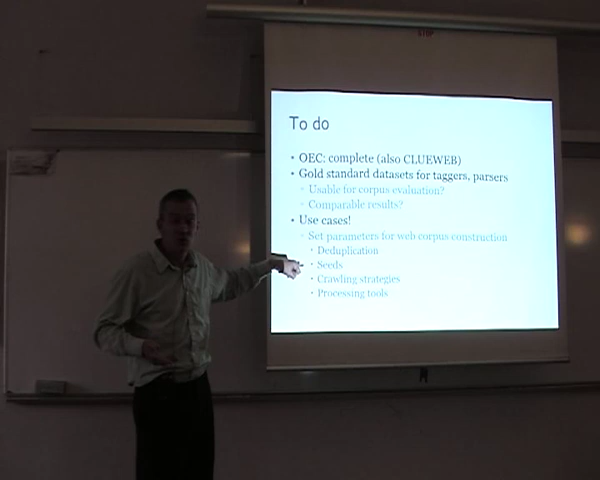 STOP
To do
• OEC: complete (also CLUEWEB)
• Gold standard datasets for taggers, parsers
▫ Usable for corpus evaluation?
▫ Comparable results?
• Use cases!
▫ Set parameters for web corpus construction
• Deduplication
• Seeds
• Crawling strategies
• Processing tools